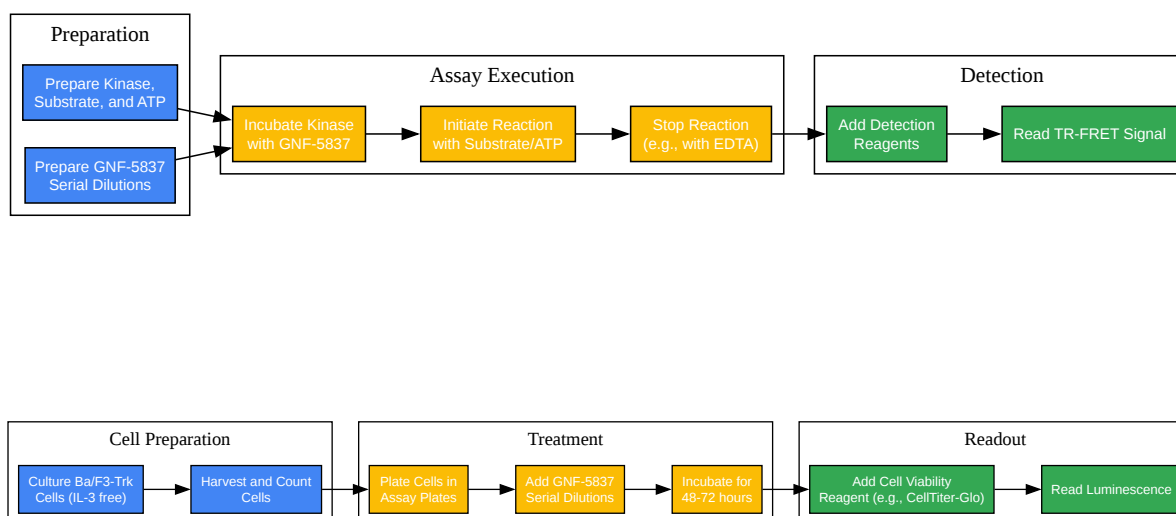 Preparation
Prepare Kinase,
Substrate, and ATP
Prepare GNF-5837
Serial Dilutions
Assay Execution
Incubate Kinase
with GNF-5837
Initiate Reaction
with Substrate/ATP
Stop Reaction
(e.g., with EDTA)
Detection
Add Detection
Reagents
Read TR-FRET Signal
Cell Preparation
Culture Ba/F3-Trk
Cells (IL-3 free)
Harvest and Count
Cells
Treatment
Plate Cells in
Assay Plates
Add GNF-5837
Serial Dilutions
Incubate for
48-72 hours
Readout
Add Cell Viability
Reagent (e.g., CellTiter-Glo)
Read Luminescence